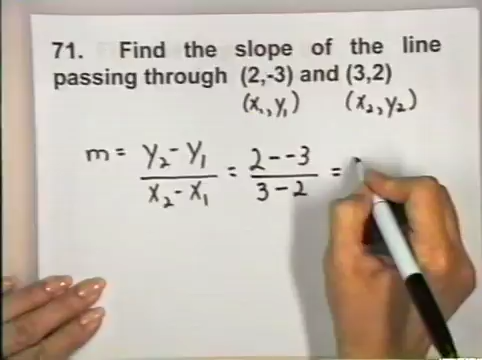 71. Find the slope of the line
passing through (2,-3) and (3,2)
(x₁,y₁) (x₂,y₂)
m = y₂ - y₁ / x₂ - x₁ = 2 - -3 / 3 - 2 =